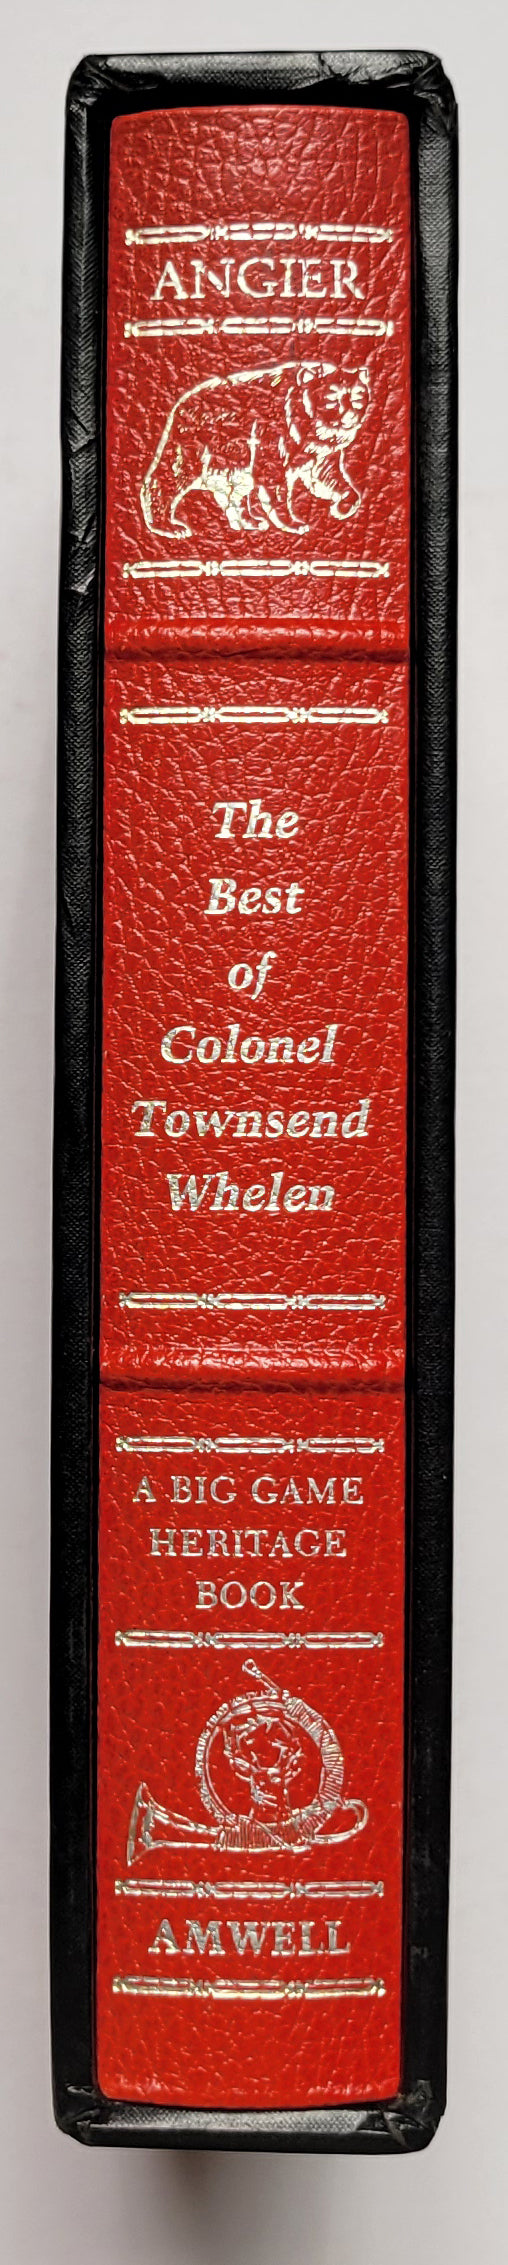 ANGIER
The
Best
of
Colonel
Townsend
Whelen
A BIG GAME
HERITAGE
BOOK
AMWELL